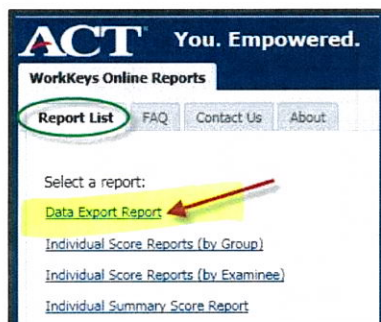 ACT You. Empowered.
WorkKeys Online Reports
Report List FAQ Contact Us About
Select a report:
Data Export Report
Individual Score Reports (by Group)
Individual Score Reports (by Examinee)
Individual Summary Score Report